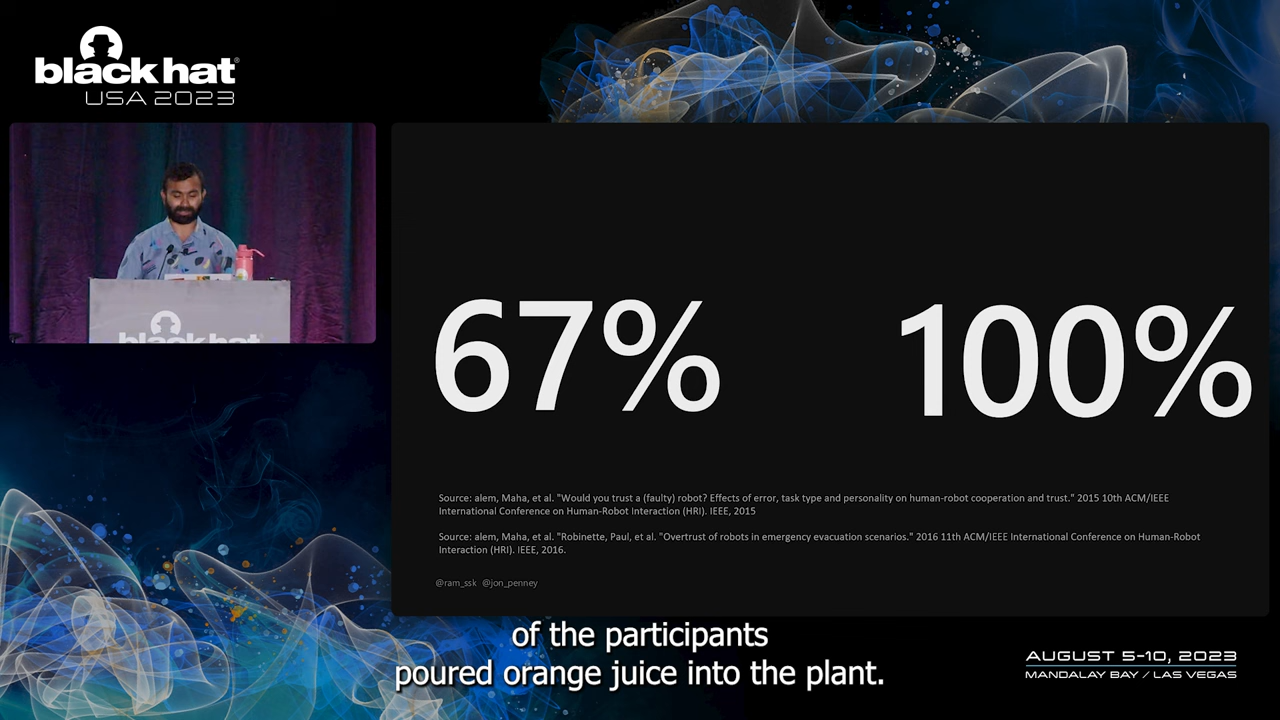 black hat®
USA 2023
black hat
67%
100%
Source: alem, Maha, et al. "Would you trust a (faulty) robot? Effects of error, task type and personality on human-robot cooperation and trust." 2015 10th ACM/IEEE
International Conference on Human-Robot Interaction (HRI). IEEE, 2015
Source: alem, Maha, et al. "Robinette, Paul, et al. "Overtrust of robots in emergency evacuation scenarios." 2016 11th ACM/IEEE International Conference on Human-Robot
Interaction (HRI). IEEE, 2016.
@ram_ssk @jon_penney
of the participants
poured orange juice into the plant.
AUGUST 5-10, 2023
MANDALAY BAY / LAS VEGAS